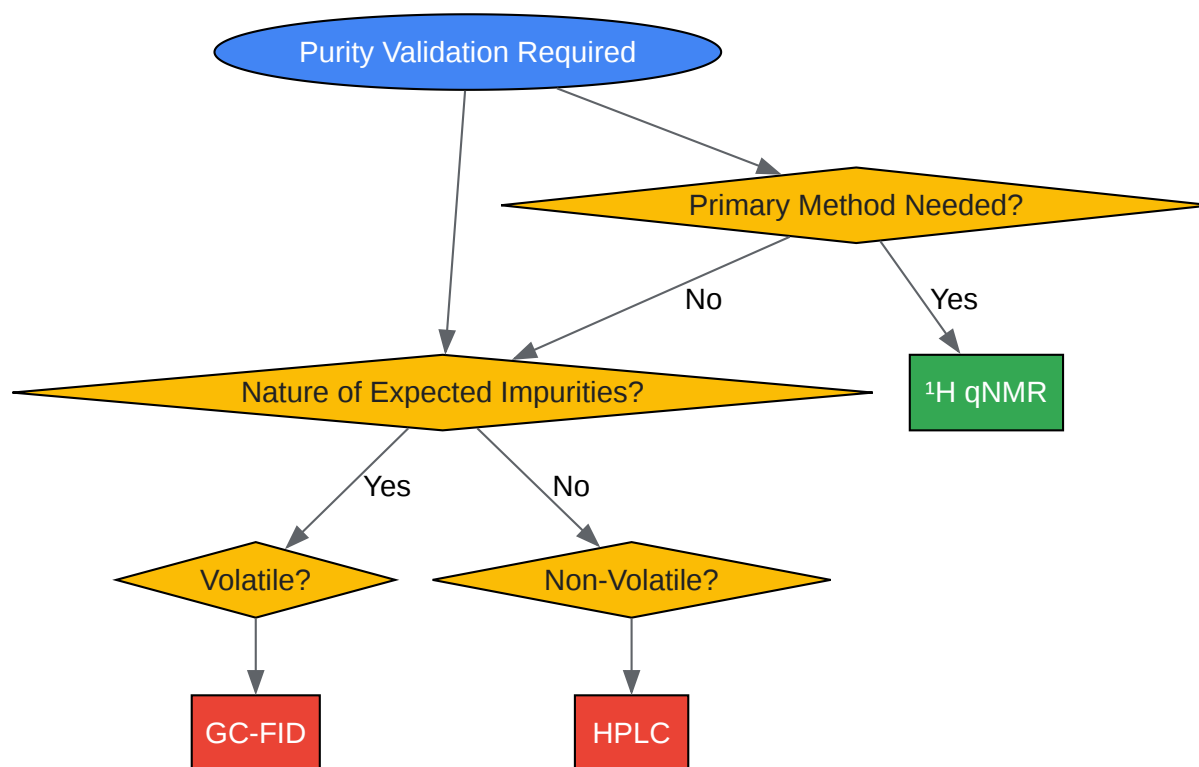 Purity Validation Required
Primary Method Needed?
No
Yes
Nature of Expected Impurities?
¹H qNMR
Yes
No
Volatile?
Non-Volatile?
GC-FID
HPLC